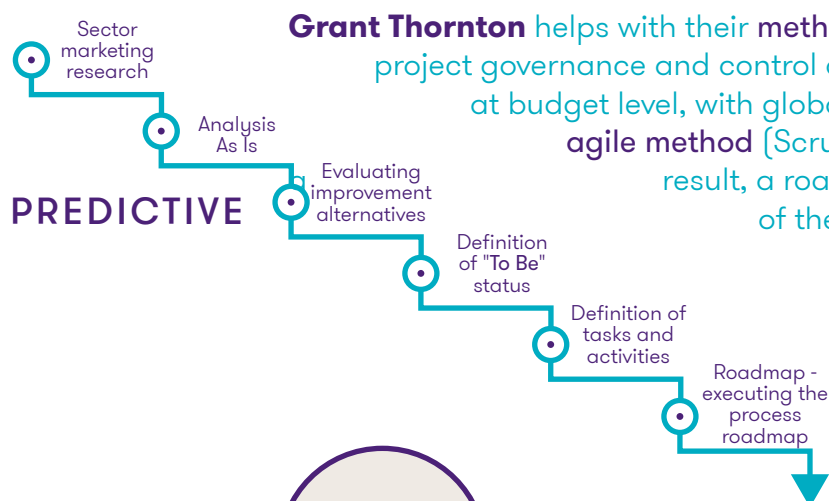 Sector
marketing
research
Grant Thornton helps with their meth
project governance and control
at budget level, with glob
agile method (Scru
result, a roa
of the
Analysis
As Is
Evaluating
improvement
alternatives
PREDICTIVE
Definition
of "To Be"
status
Definition of
tasks and
activities
Roadmap -
executing the
process
roadmap